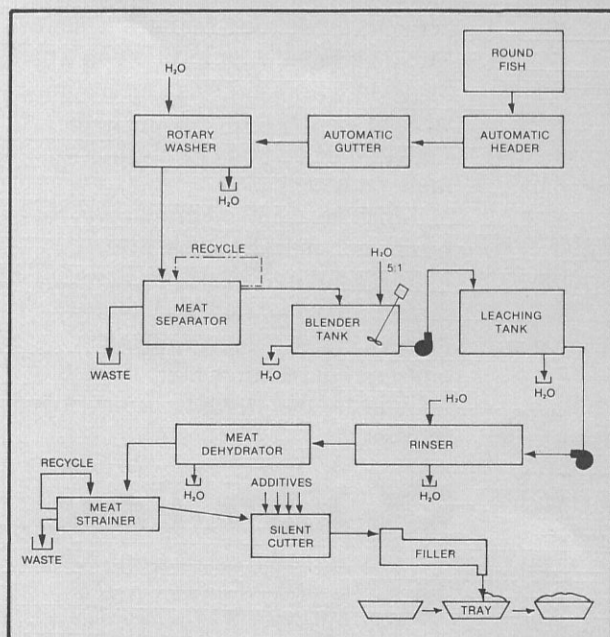 ROUND
FISH
H₂O
ROTARY
WASHER
AUTOMATIC
GUTTER
AUTOMATIC
HEADER
H₂O
RECYCLE
H₂O
5:1
MEAT
SEPARATOR
BLENDER
TANK
LEACHING
TANK
WASTE
H₂O
H₂O
H₂O
MEAT
DEHYDRATOR
RINSER
RECYCLE
H₂O
H₂O
ADDITIVES
MEAT
STRAINER
SILENT
CUTTER
FILLER
WASTE
TRAY